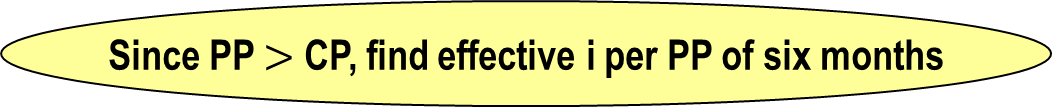 Since PP > CP, find effective i per PP of six months